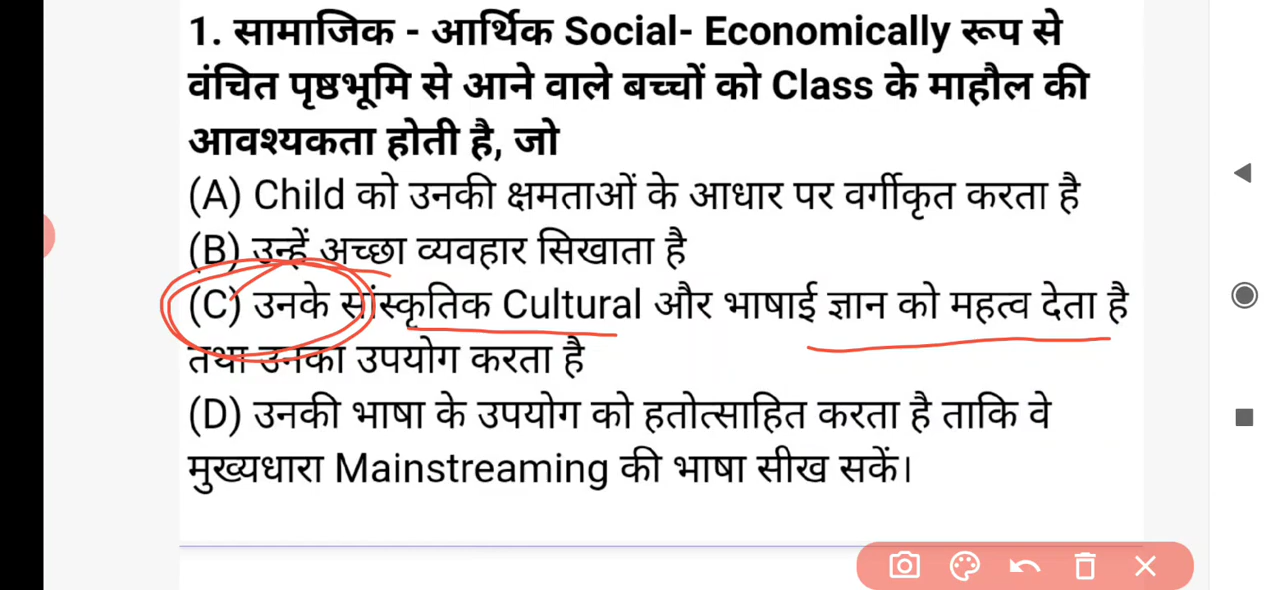 1. सामाजिक - आर्थिक Social- Economically रूप से
वंचित पृष्ठभूमि से आने वाले बच्चों को Class के माहौल की
आवश्यकता होती है, जो
(A) Child को उनकी क्षमताओं के आधार पर वर्गीकृत करता है
(B) उन्हें अच्छा व्यवहार सिखाता है
(C) उनके सांस्कृतिक Cultural और भाषाई ज्ञान को महत्व देता है
तथा उनका उपयोग करता है
(D) उनकी भाषा के उपयोग को हतोत्साहित करता है ताकि वे
मुख्यधारा Mainstreaming की भाषा सीख सकें।